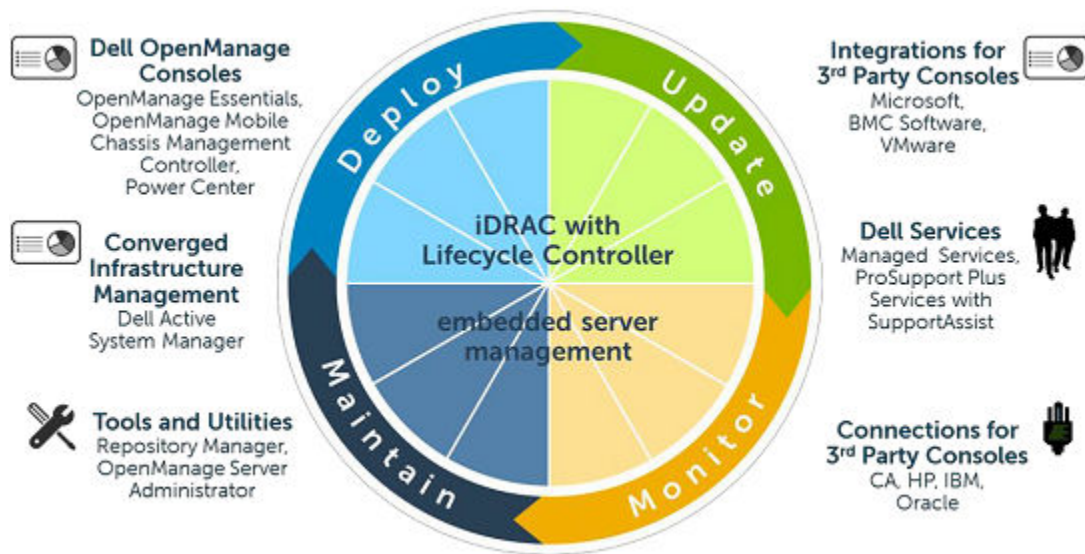 Dell OpenManage
Consoles
OpenManage Essentials,
OpenManage Mobile
Chassis Management
Controller,
Power Center
Converged
Infrastructure
Management
Dell Active
System Manager
Tools and Utilities
Repository Manager,
OpenManage Server
Administrator
Deploy
Update
Monitor
Maintain
iDRAC with
Lifecycle Controller
embedded server
management
Integrations for
3rd Party Consoles
Microsoft,
BMC Software,
VMware
Dell Services
Managed Services,
ProSupport Plus
Services with
SupportAssist
Connections for
3rd Party Consoles
CA, HP, IBM,
Oracle